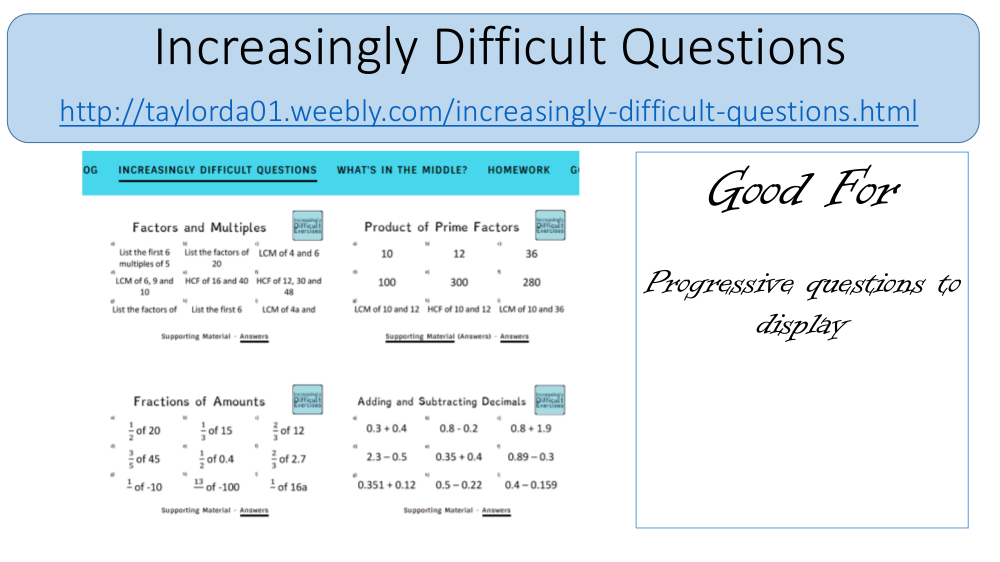 Increasingly Difficult Questions
http://taylorda01.weebly.com/increasingly-difficult-questions.html
OG INCREASINGLY DIFFICULT QUESTIONS WHAT'S IN THE MIDDLE? HOMEWORK G
Factors and Multiples
Increasingly
Difficult
Exercises
a) b) c)
List the first 6 multiples of 5
List the factors of 20
LCM of 4 and 6
LCM of 6, 9 and 10
HCF of 16 and 40
HCF of 12, 30 and 48
List the factors of
List the first 6
LCM of 4a and
Supporting Material - Answers
Product of Prime Factors
Increasingly
Difficult
Exercises
10 12 36
100 300 280
LCM of 10 and 12 HCF of 10 and 12 LCM of 10 and 36
Supporting Material (Answers) - Answers
Fractions of Amounts
Increasingly
Difficult
Exercises
1/2 of 20 1/3 of 15 2/3 of 12
3/5 of 45 1/2 of 0.4 2/3 of 2.7
1 of -10 13 of -100 1 of 16a
Supporting Material - Answers
Adding and Subtracting Decimals
Increasingly
Difficult
Exercises
0.3 + 0.4 0.8 - 0.2 0.8 + 1.9
2.3 – 0.5 0.35 + 0.4 0.89 – 0.3
0.351 + 0.12 0.5 – 0.22 0.4 – 0.159
Supporting Material - Answers
Good For
Progressive questions to
display